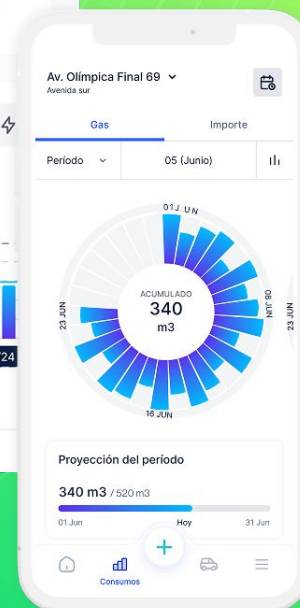 Av. Olímpica Final 69
Avenida sur
Gas
Importe
Período
05 (Junio)
01 JUN
08 JUN
16 JUN
23 JUN
ACUMULADO
340
m3
Proyección del período
340 m3 / 520 m3
01 Jun
Hoy
31 Jun
Consumos
23 JUN
/24